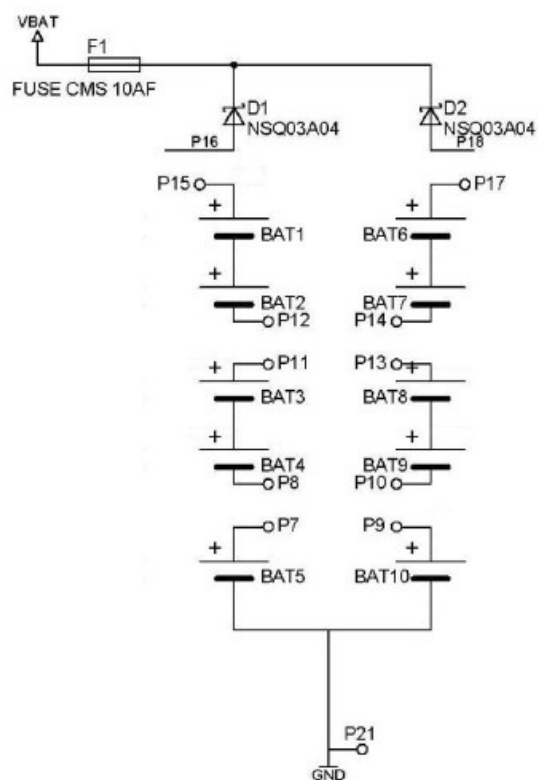 VBAT
F1
FUSE CMS 10AF
D1
NSQ03A04
D2
NSQ03A04
P16
P18
P15
P17
+
BAT1
+
BAT6
+
BAT2
+
BAT7
P12
P14
P11
P13
+
BAT3
+
BAT8
+
BAT4
+
BAT9
P8
P10
P7
P9
+
BAT5
+
BAT10
P21
GND